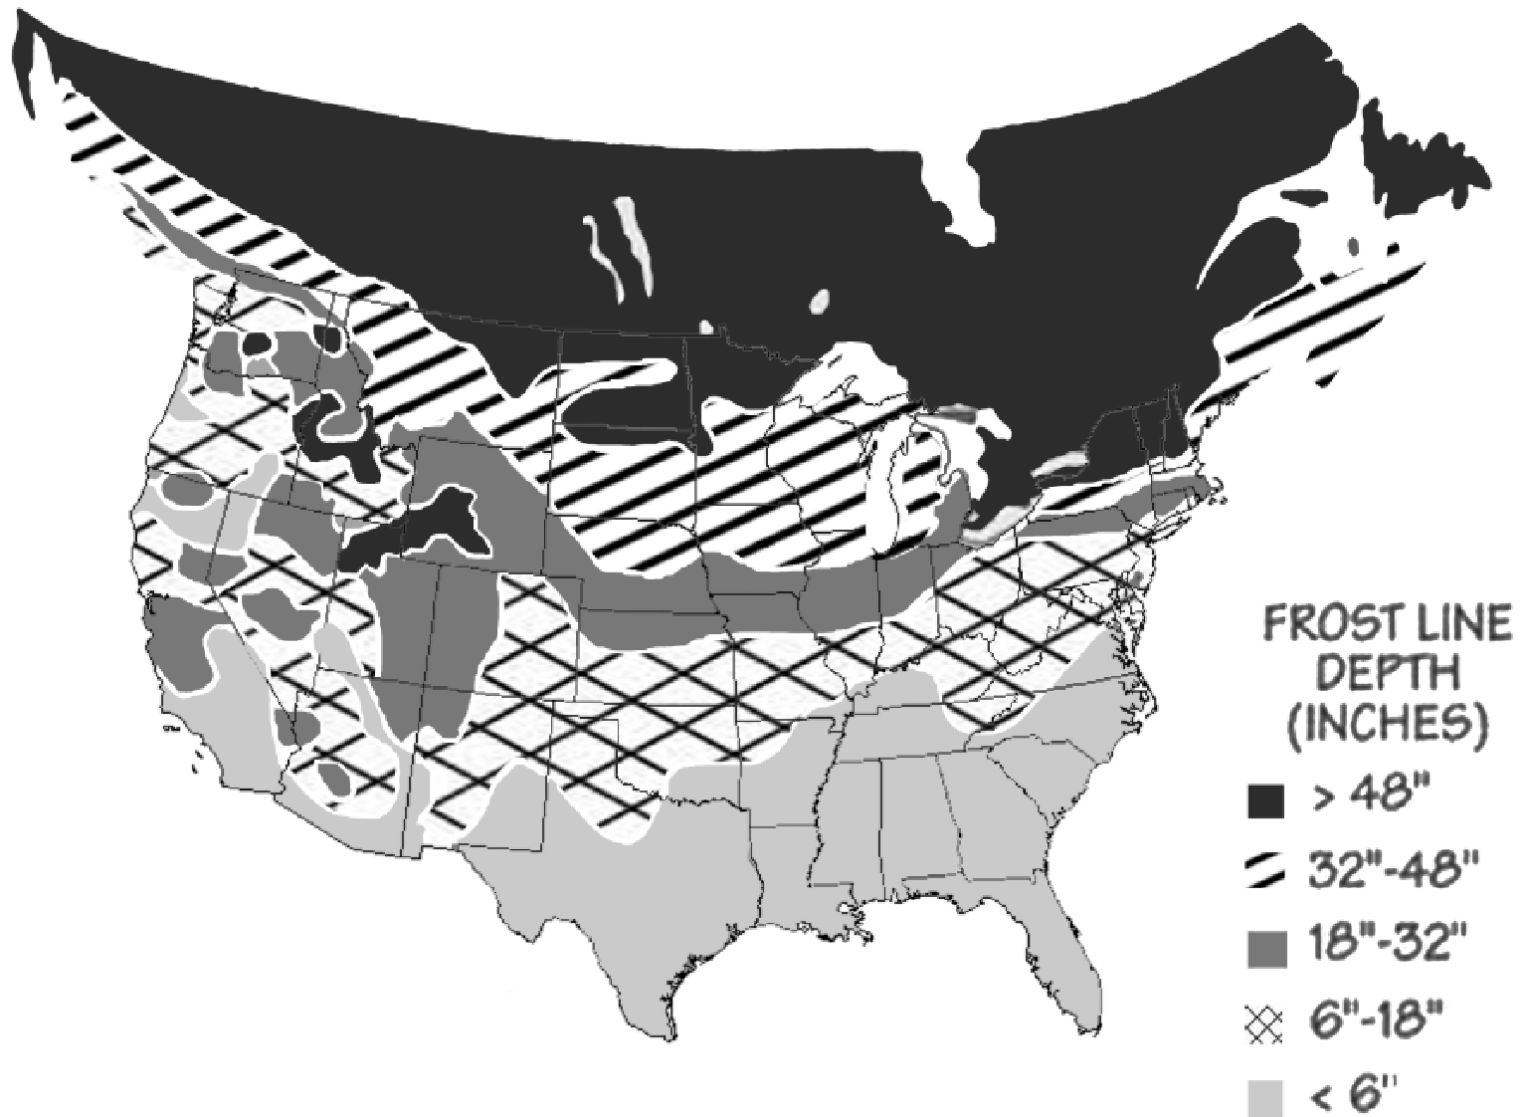 FROST LINE
DEPTH
(INCHES)
> 48"
32"-48"
18"-32"
6"-18"
< 6"